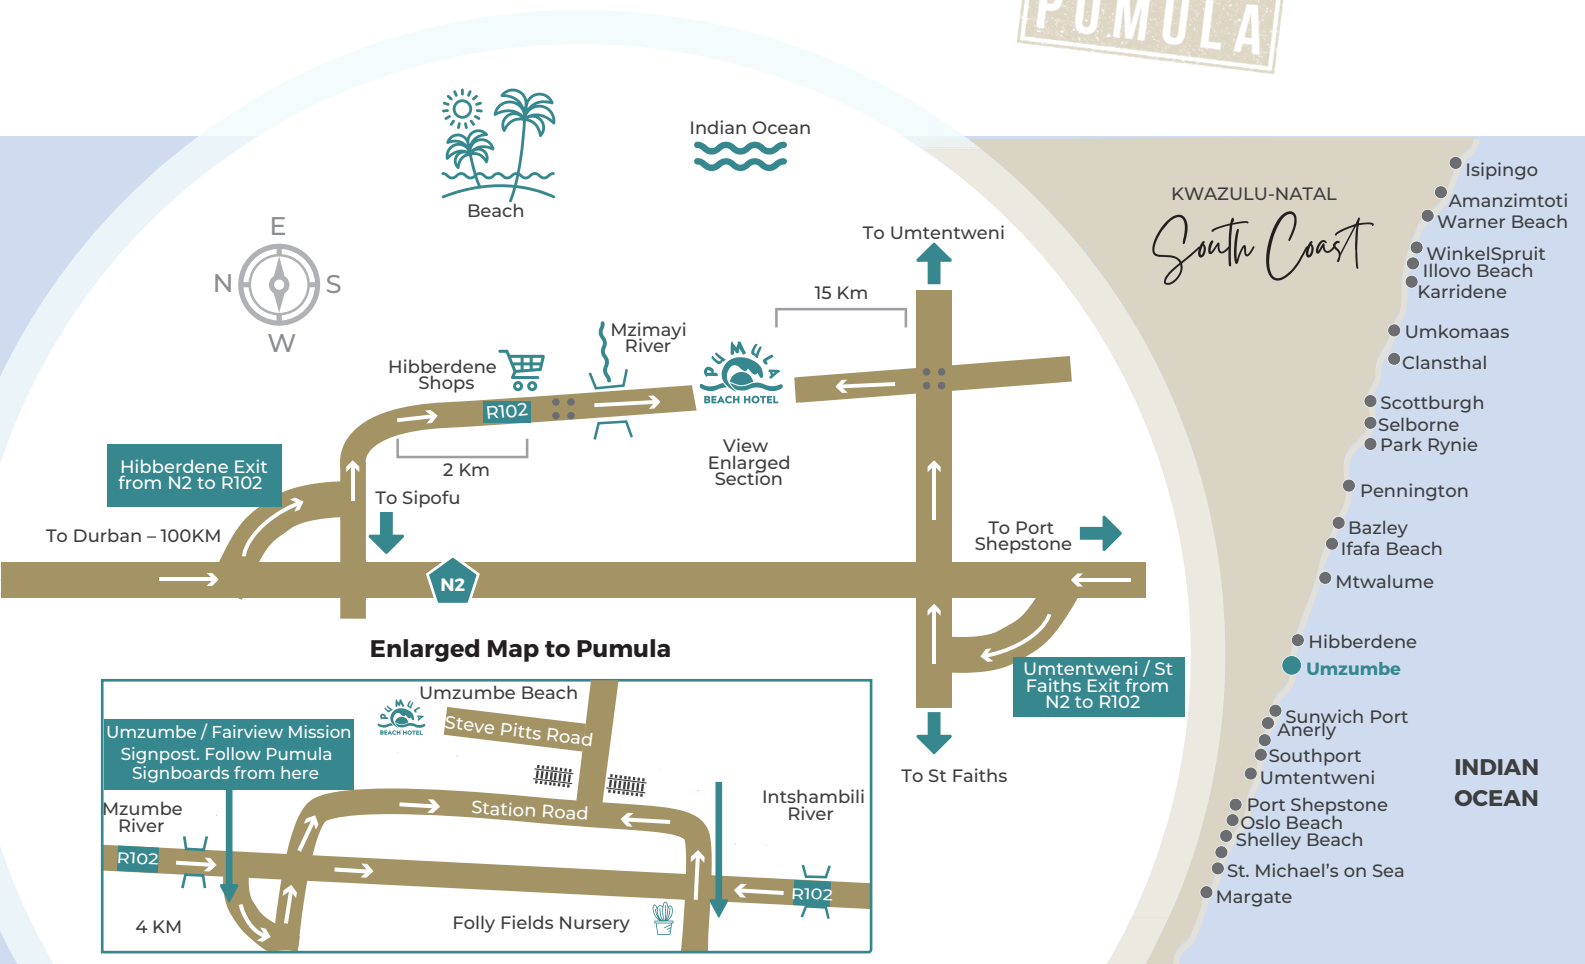 PUMULA
Indian Ocean
Beach
E
N
S
W
To Umtentweni
15 Km
Mzimayi
River
Hibberdene
Shops
R102
PUMULA
BEACH HOTEL
2 Km
View
Enlarged
Section
Hibberdene Exit
from N2 to R102
To Sipofu
To Durban – 100KM
To Port
Shepstone
N2
Umtentweni / St
Faiths Exit from
N2 to R102
To St Faiths
Enlarged Map to Pumula
Umzumbe Beach
PUMULA
BEACH HOTEL
Steve Pitts Road
Umzumbe / Fairview Mission
Signpost. Follow Pumula
Signboards from here
Mzumbe
River
Station Road
Intshambili
River
R102
R102
4 KM
Folly Fields Nursery
KWAZULU-NATAL
South Coast
Isipingo
Amanzimtoti
Warner Beach
WinkelSpruit
Illovo Beach
Karridene
Umkomaas
Clansthal
Scottburgh
Selborne
Park Rynie
Pennington
Bazley
Ifafa Beach
Mtwalume
Hibberdene
Umzumbe
Sunwich Port
Anerly
Southport
Umtentweni
Port Shepstone
Oslo Beach
Shelley Beach
St. Michael’s on Sea
Margate
INDIAN
OCEAN